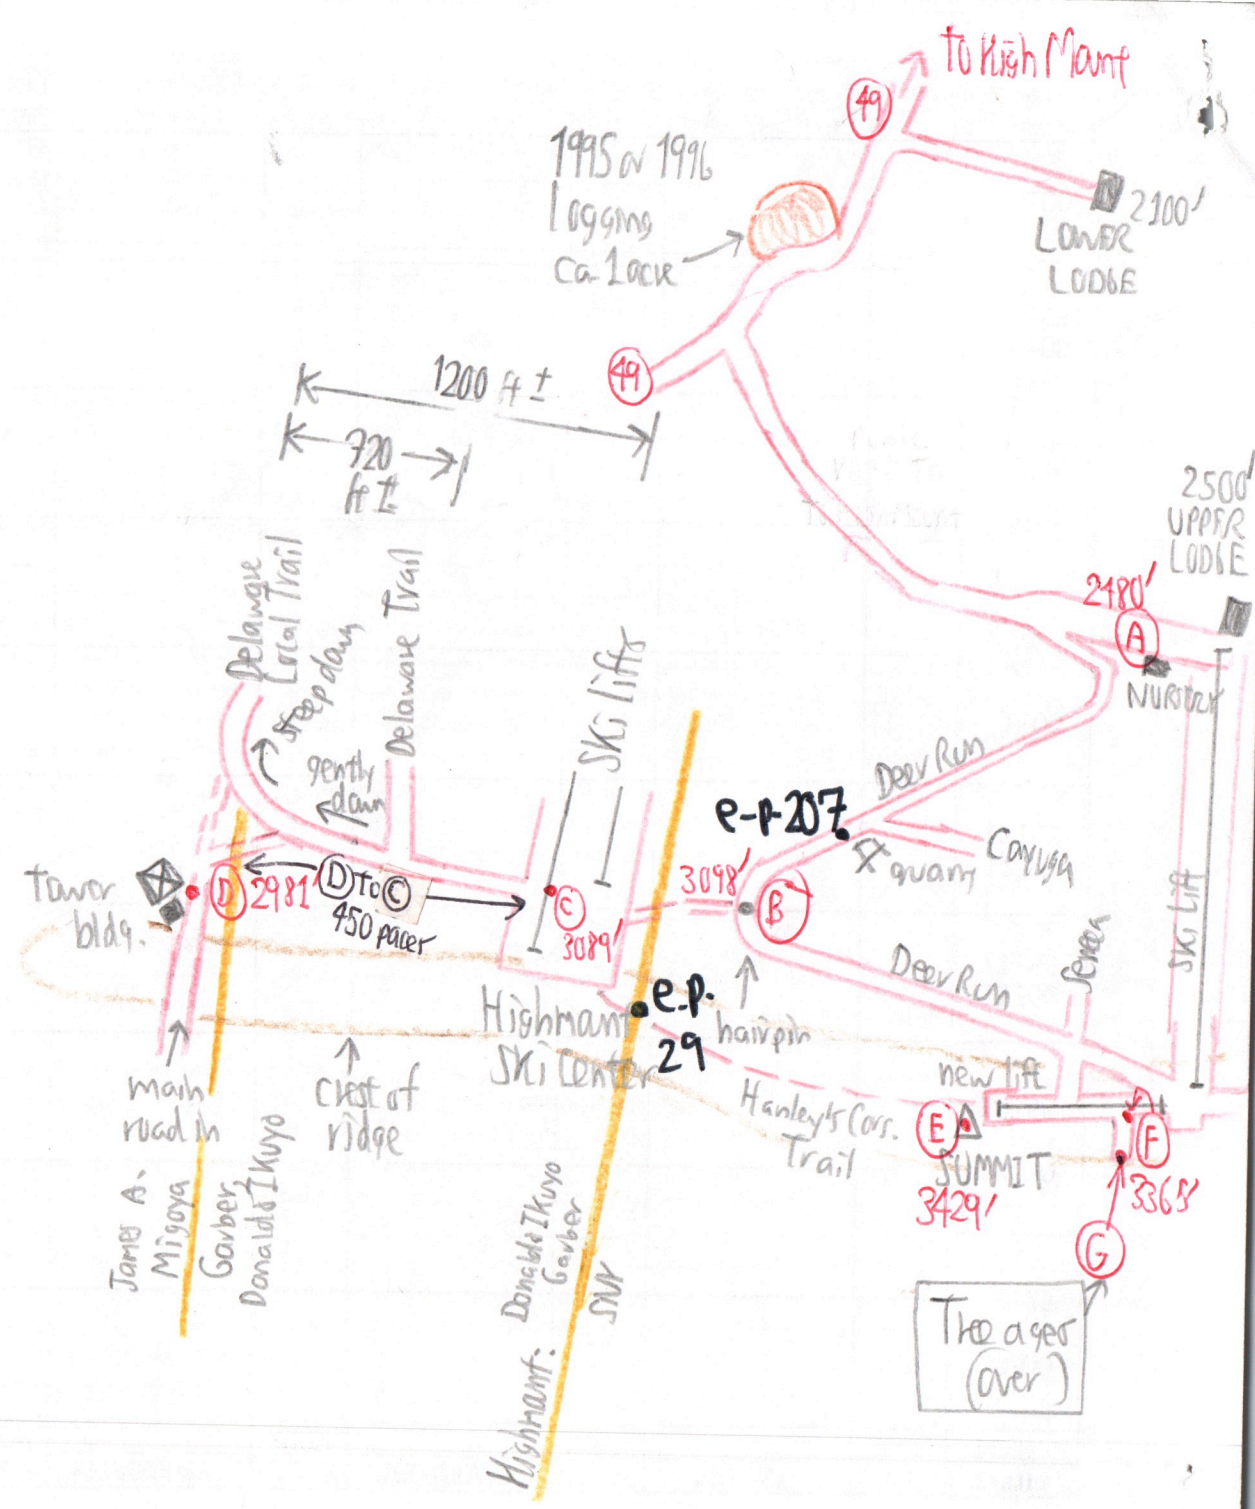 to High Mount
49
1995 or 1996
logging
ca. 1 acre
2100'
LOWER
LODGE
1200 ft ±
49
720
ft ±
2500'
UPPER
LODGE
2480'
A
NURSERY
Delaware
Local Trail
steep down
gently
down
Delaware Trail
Ski lifts
Deer Run
e-p-207
quarry
Cayuga
Tower
bldg.
D
2981'
D to C
450 paces
C
3089'
3098'
B
Deer Run
Seneca
Ski Lift
hairpin
e.p.
29
Highmount
Ski Center
main
road in
crest of
ridge
new lift
Hanley's Cors.
Trail
E
SUMMIT
3429'
F
3365'
G
James A.
Migoya
Garber
Donald & Ikuyo
Highmount:
Donald & Ikuyo
Garber
SNY
Tree ages
(over)